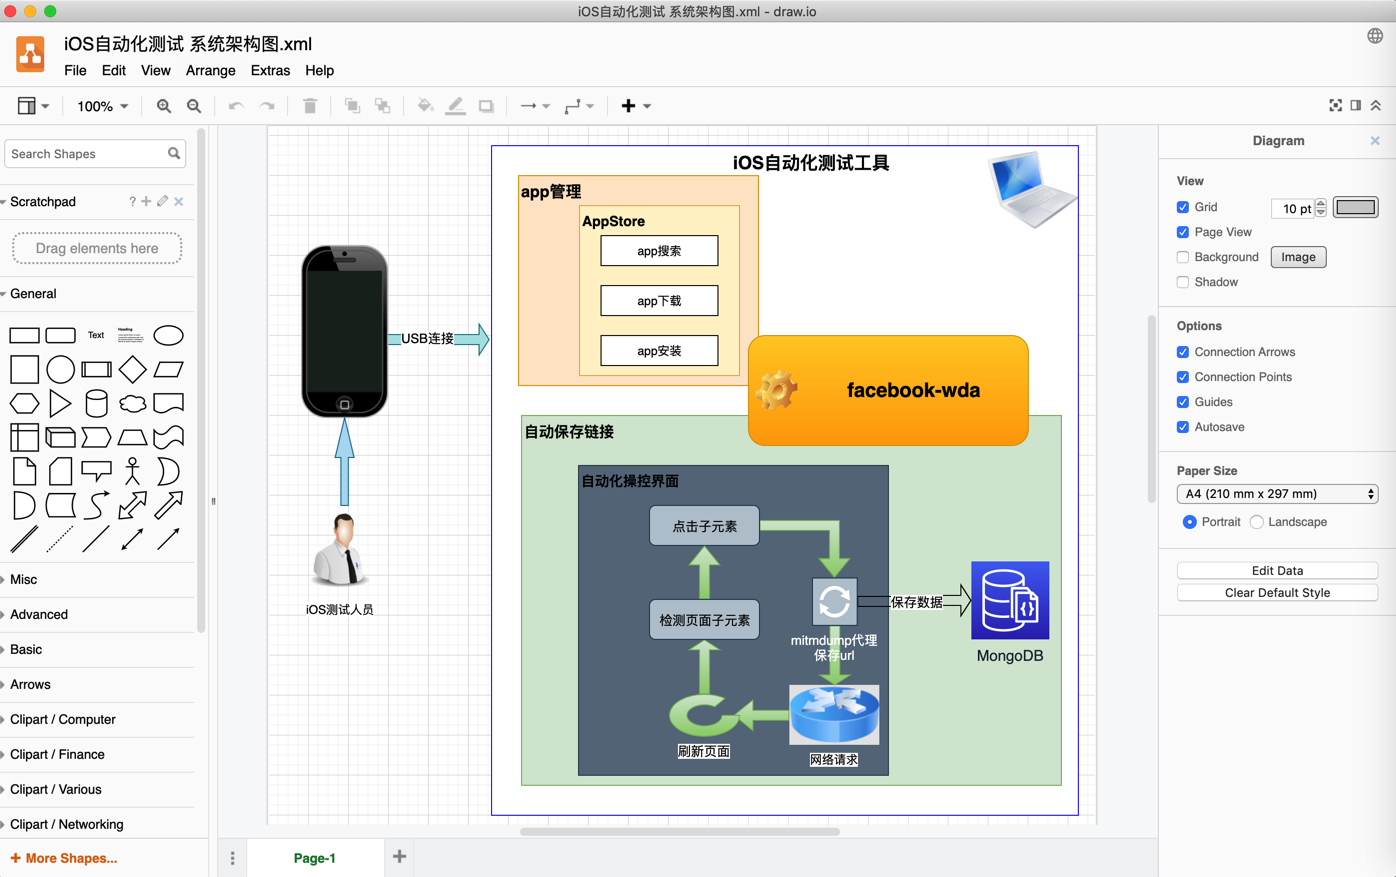 iOS自动化测试 系统架构图.xml - draw.io
iOS自动化测试 系统架构图.xml
File Edit View Arrange Extras Help
100%
Search Shapes
Scratchpad
?
Drag elements here
General
Text
Heading
Misc
Advanced
Basic
Arrows
Clipart / Computer
Clipart / Finance
Clipart / Various
Clipart / Networking
+ More Shapes...
iOS自动化测试工具
app管理
AppStore
app搜索
app下载
app安装
USB连接
facebook-wda
自动保存链接
自动化操控界面
点击子元素
检测页面子元素
保存数据
mitmdump代理
保存url
MongoDB
刷新页面
网络请求
iOS测试人员
Page-1
Diagram
View
Grid
10 pt
Page View
Background
Image
Shadow
Options
Connection Arrows
Connection Points
Guides
Autosave
Paper Size
A4 (210 mm x 297 mm)
Portrait
Landscape
Edit Data
Clear Default Style